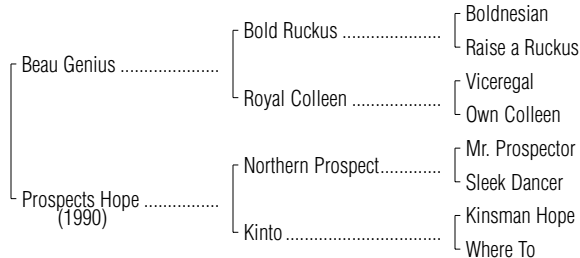 Boldnesian
Bold Ruckus ..................
Raise a Ruckus
Beau Genius ....................
Viceregal
Royal Colleen ................
Own Colleen
Mr. Prospector
Northern Prospect............
Sleek Dancer
Prospects Hope ...............
(1990)
Kinsman Hope
Kinto ..............................
Where To